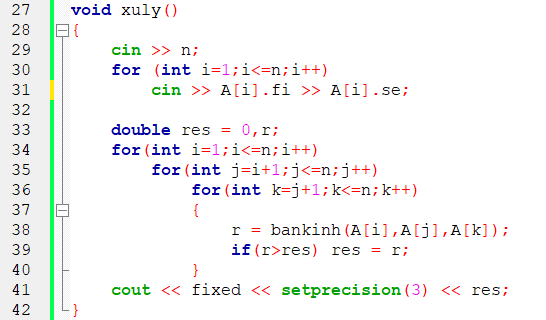 27 void xuly()
28 {
29 cin >> n;
30 for (int i=1;i<=n;i++)
31 cin >> A[i].fi >> A[i].se;
32
33 double res = 0,r;
34 for(int i=1;i<=n;i++)
35 for(int j=i+1;j<=n;j++)
36 for(int k=j+1;k<=n;k++)
37 {
38 r = bankinh(A[i],A[j],A[k]);
39 if(r>res) res = r;
40 }
41 cout << fixed << setprecision(3) << res;
42 }